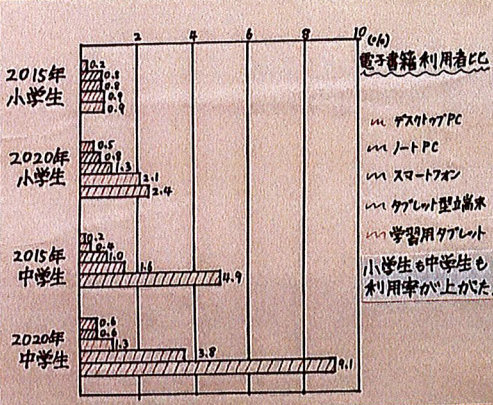 2 4 6 8 10 (%)
電子書籍利用者比
2015年
小学生
0.2
0.8
0.8
0.9
0.9
2020年
小学生
0.5
0.8
1.3
2.1
2.4
2015年
中学生
0.2
0.4
1.0
1.6
4.9
2020年
中学生
0.6
0.6
1.3
3.8
9.1
デスクトップPC
ノートPC
スマートフォン
タブレット型端末
学習用タブレット
小学生も中学生も
利用率が上がった